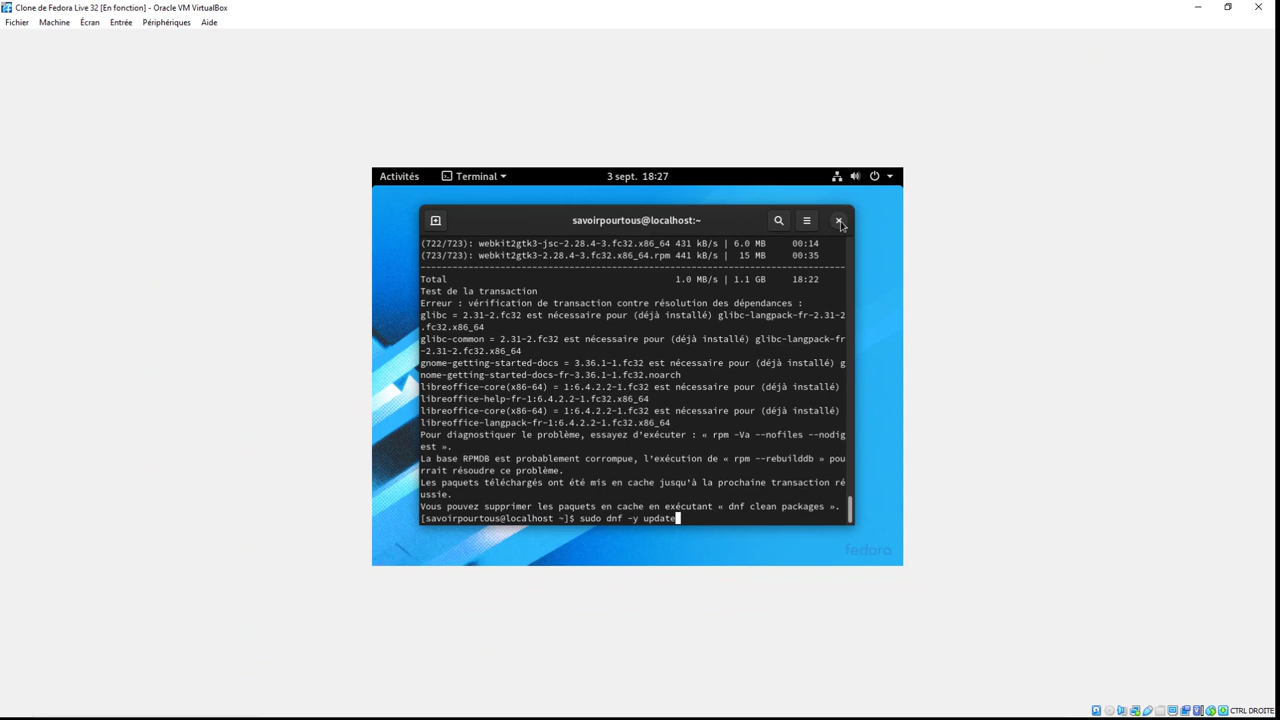 Clone de Fedora Live 32 [En fonction] - Oracle VM VirtualBox
Fichier Machine Écran Entrée Périphériques Aide
Activités Terminal 3 sept. 18:27
savoirpourtous@localhost:~
(722/723): webkit2gtk3-jsc-2.28.4-3.fc32.x86_64 431 kB/s | 6.0 MB 00:14
(723/723): webkit2gtk3-2.28.4-3.fc32.x86_64.rpm 441 kB/s | 15 MB 00:35
--------------------------------------------------------------------------------
Total 1.0 MB/s | 1.1 GB 18:22
Test de la transaction
Erreur : vérification de transaction contre résolution des dépendances :
glibc = 2.31-2.fc32 est nécessaire pour (déjà installé) glibc-langpack-fr-2.31-2
.fc32.x86_64
glibc-common = 2.31-2.fc32 est nécessaire pour (déjà installé) glibc-langpack-fr
-2.31-2.fc32.x86_64
gnome-getting-started-docs = 3.36.1-1.fc32 est nécessaire pour (déjà installé) g
nome-getting-started-docs-fr-3.36.1-1.fc32.noarch
libreoffice-core(x86-64) = 1:6.4.2.2-1.fc32 est nécessaire pour (déjà installé)
libreoffice-help-fr-1:6.4.2.2-1.fc32.x86_64
libreoffice-core(x86-64) = 1:6.4.2.2-1.fc32 est nécessaire pour (déjà installé)
libreoffice-langpack-fr-1:6.4.2.2-1.fc32.x86_64
Pour diagnostiquer le problème, essayez d'exécuter : « rpm -Va --nofiles --nodig
est ».
La base RPMDB est probablement corrompue, l'exécution de « rpm --rebuilddb » pou
rrait résoudre ce problème.
Les paquets téléchargés ont été mis en cache jusqu'à la prochaine transaction ré
ussie.
Vous pouvez supprimer les paquets en cache en exécutant « dnf clean packages ».
[savoirpourtous@localhost ~]$ sudo dnf -y update
fedora
CTRL DROITE